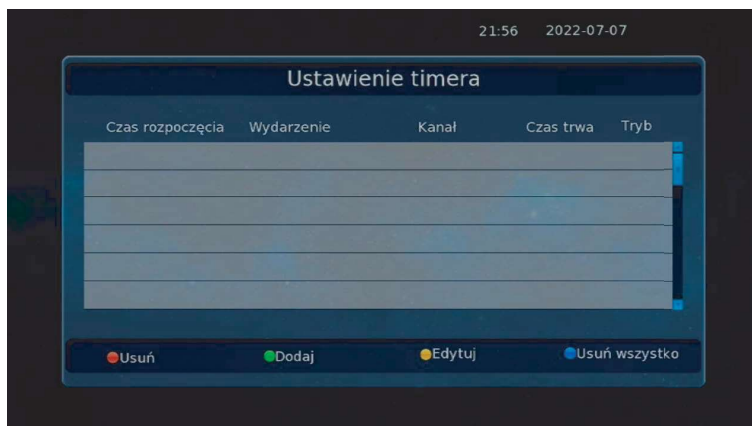 21:56 2022-07-07
Ustawienie timera
Czas rozpoczęcia Wydarzenie Kanał Czas trwa Tryb
Usuń Dodaj Edytuj Usuń wszystko